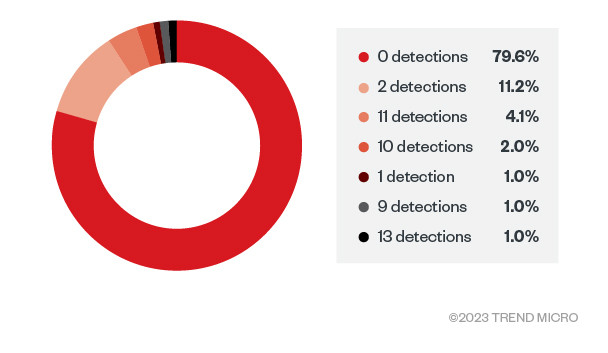 0 detections 79.6%
2 detections 11.2%
11 detections 4.1%
10 detections 2.0%
1 detection 1.0%
9 detections 1.0%
13 detections 1.0%
©2023 TREND MICRO